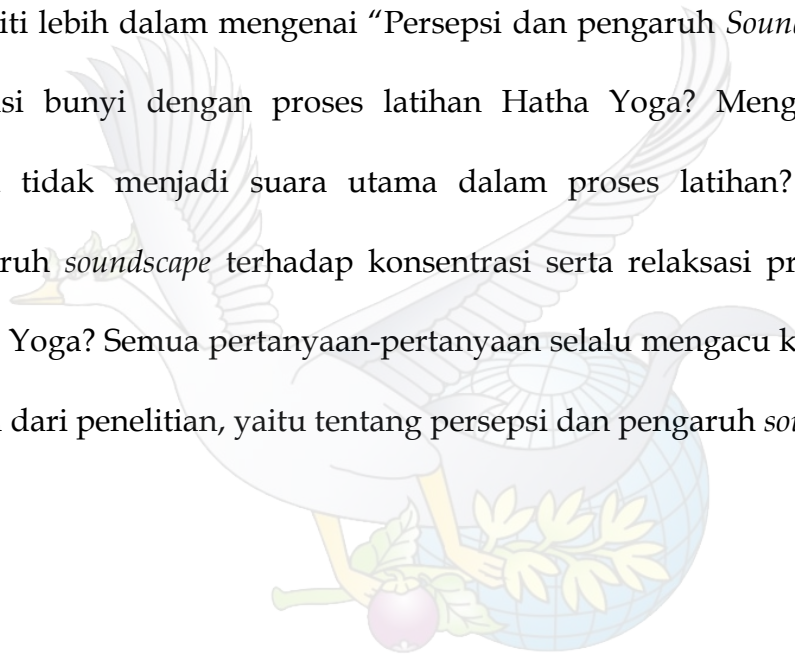 iti lebih dalam mengenai “Persepsi dan pengaruh Soun
si bunyi dengan proses latihan Hatha Yoga? Meng
tidak menjadi suara utama dalam proses latihan?
ruh soundscape terhadap konsentrasi serta relaksasi pr
Yoga? Semua pertanyaan-pertanyaan selalu mengacu k
dari penelitian, yaitu tentang persepsi dan pengaruh so